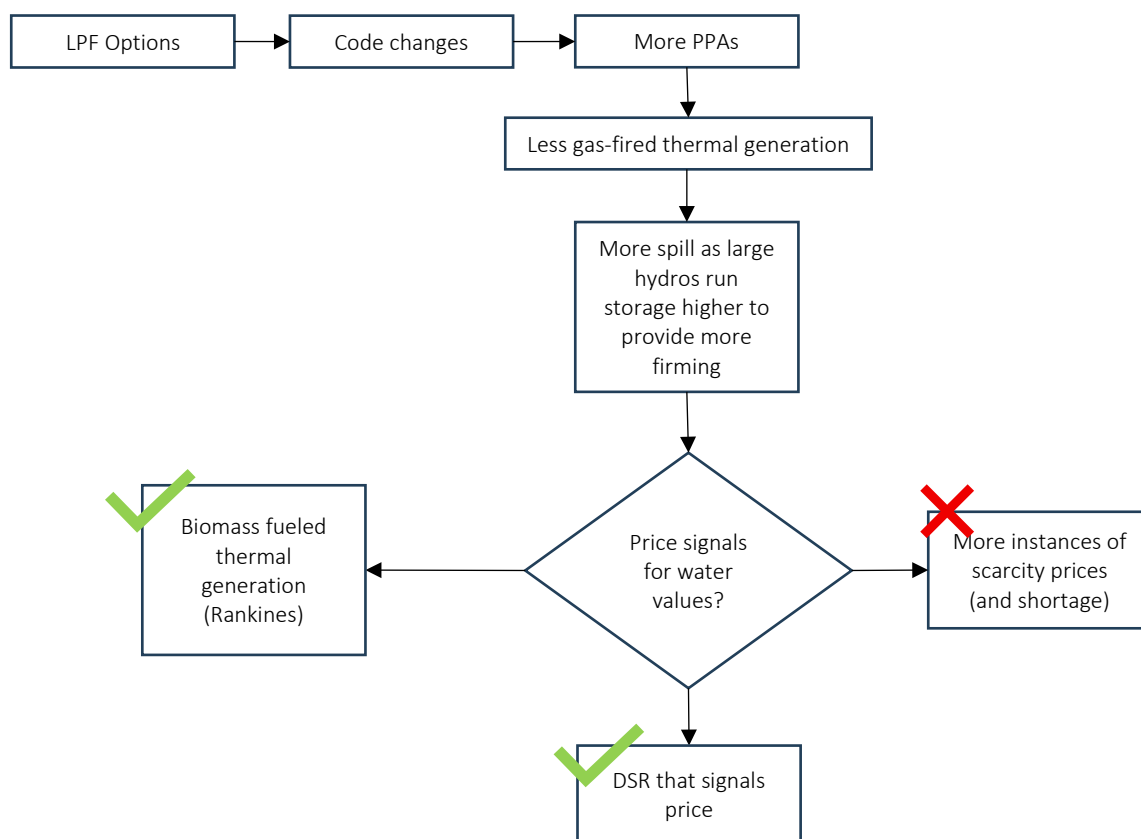 LPF Options
Code changes
More PPAs
Less gas-fired thermal generation
More spill as large
hydros run
storage higher to
provide more
firming
Price signals
for water
values?
Biomass fueled
thermal
generation
(Rankines)
More instances of
scarcity prices
(and shortage)
DSR that signals
price